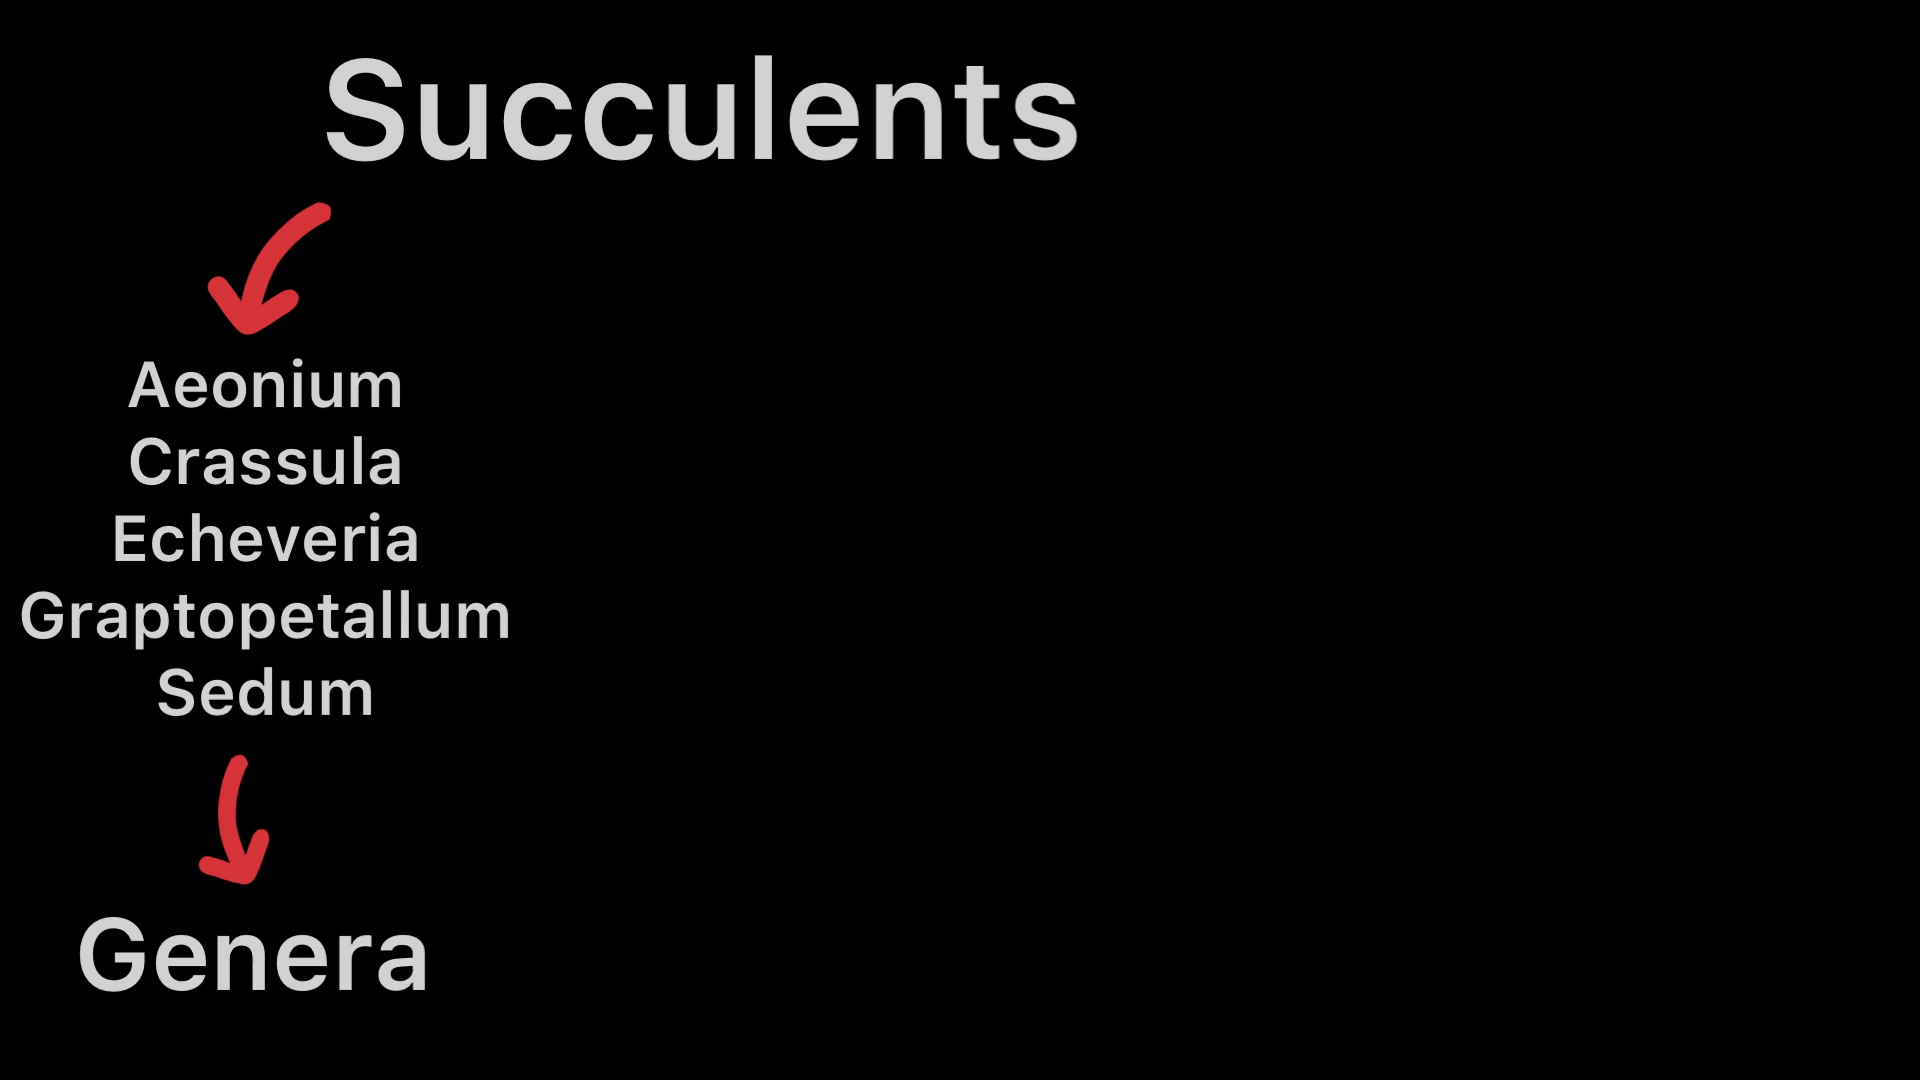 Succulents
Aeonium
Crassula
Echeveria
Graptopetallum
Sedum
Genera